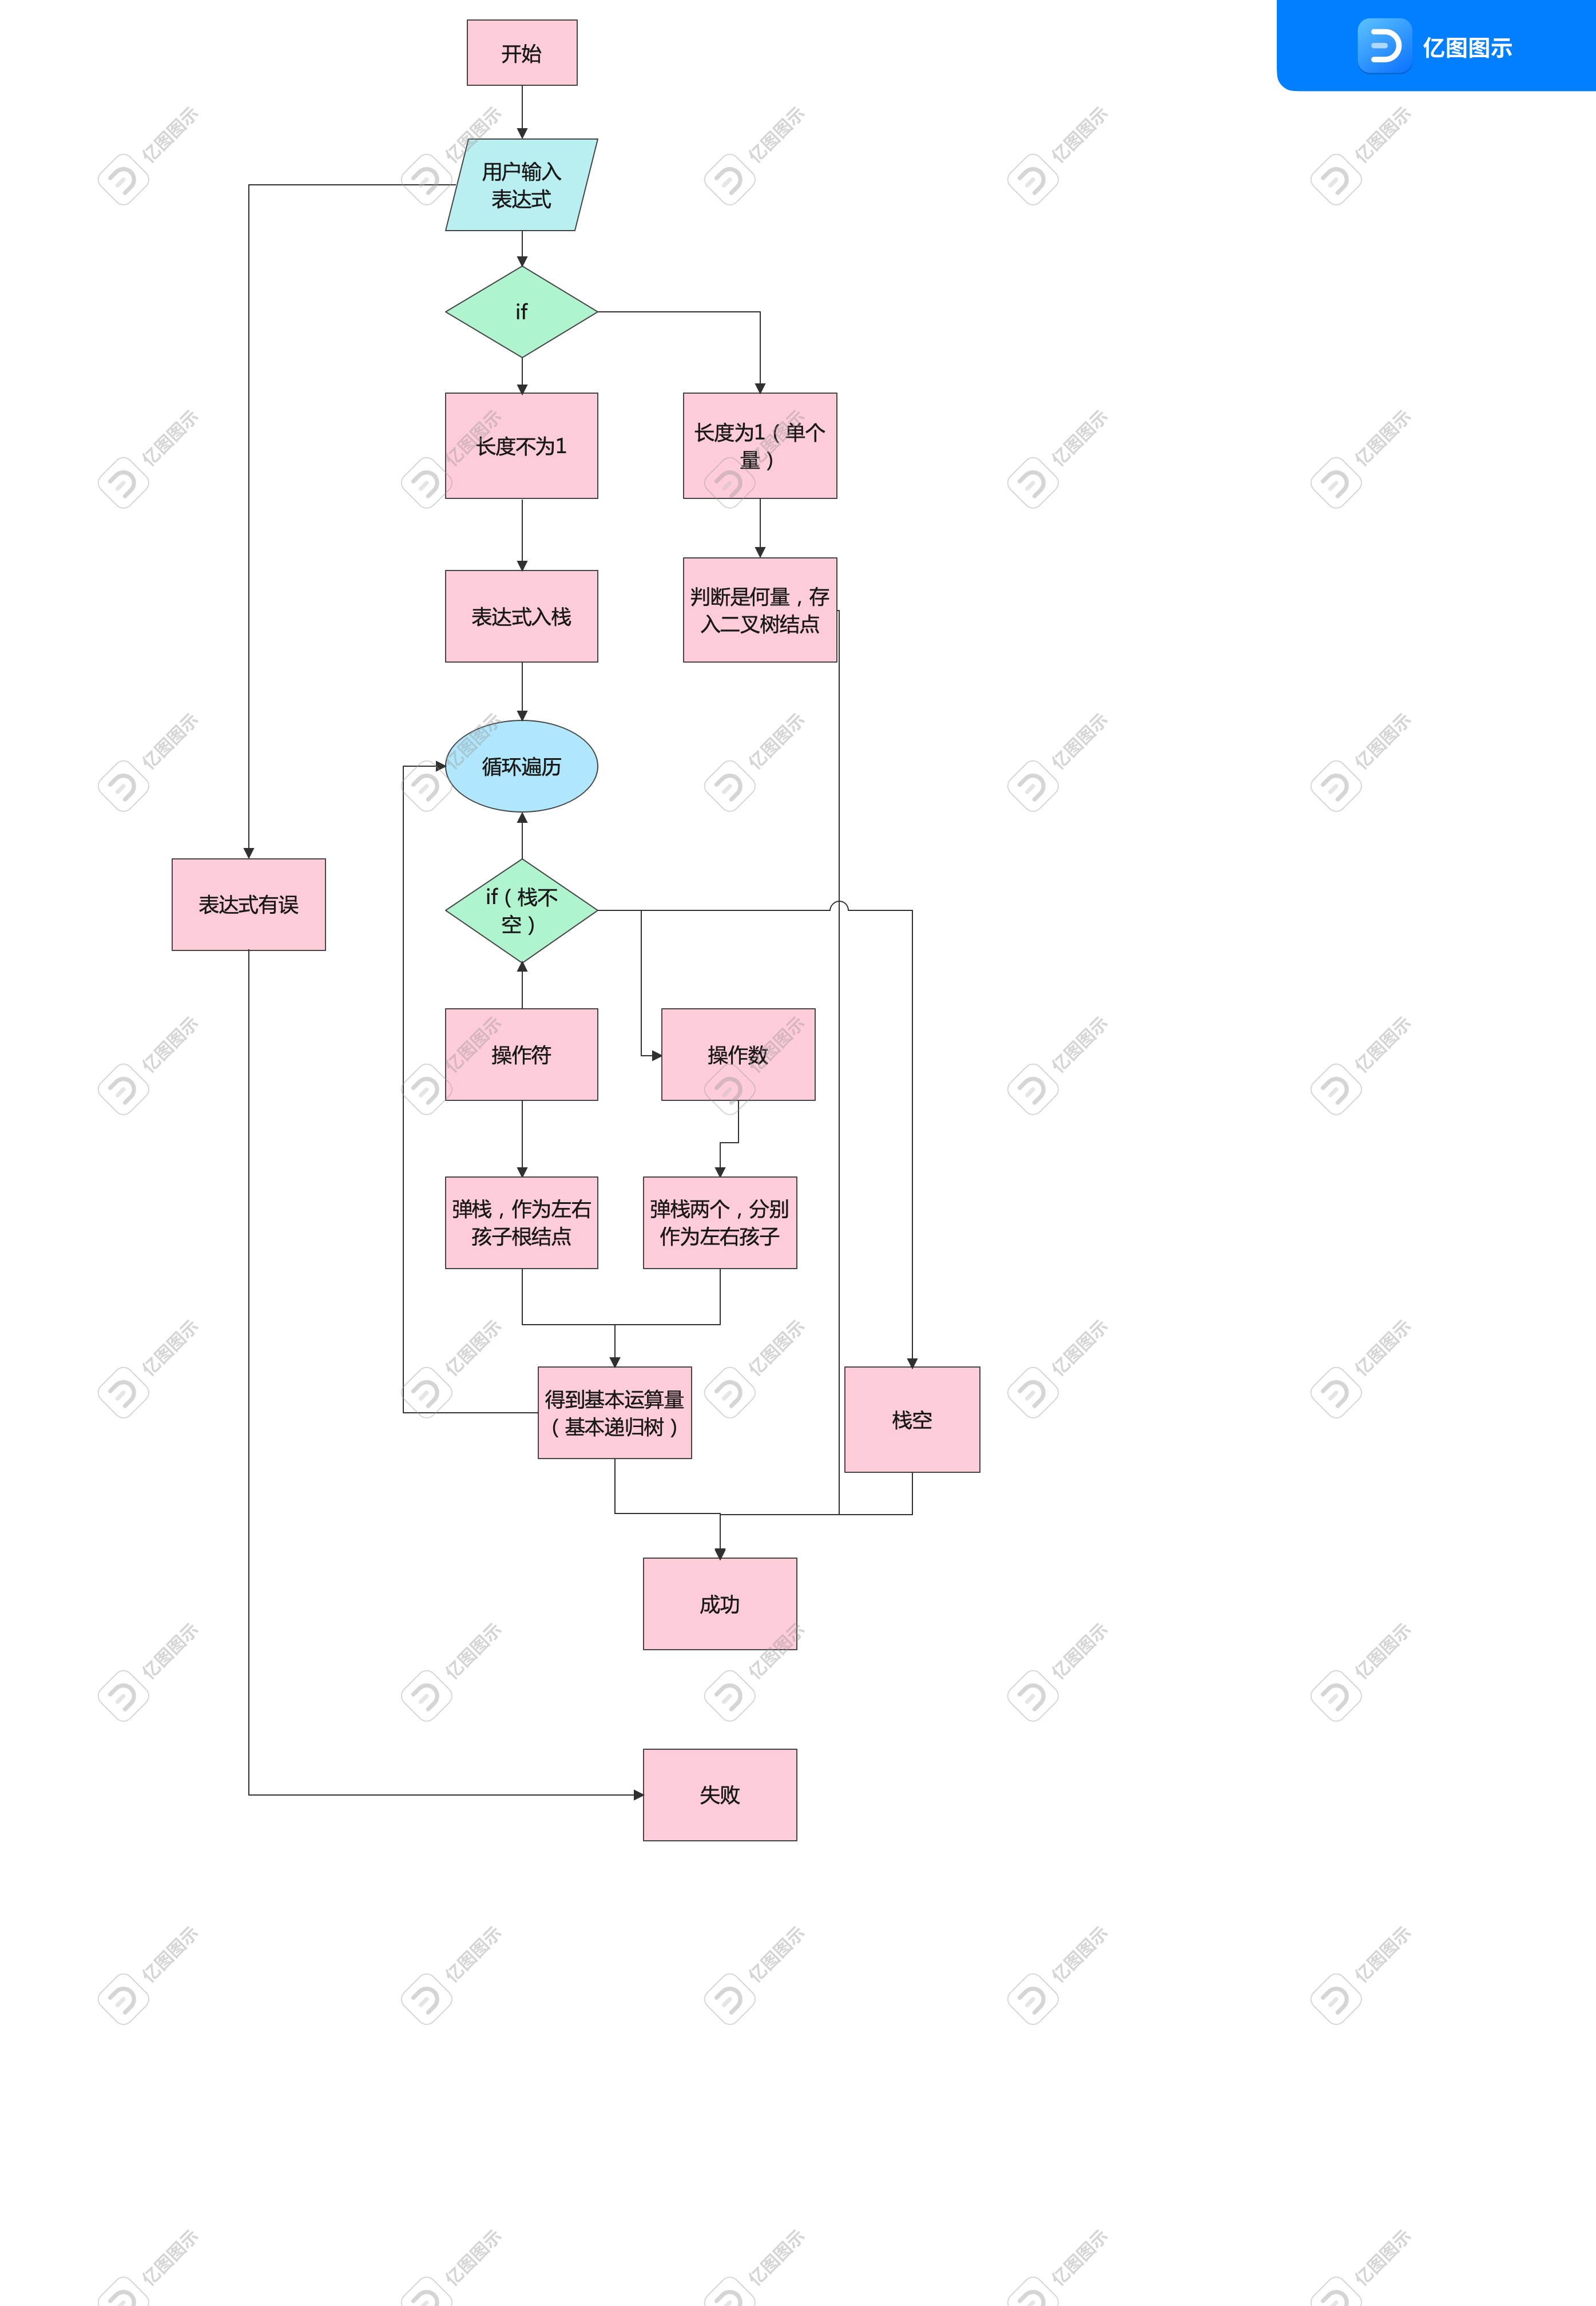 亿图图示
开始
用户输入
表达式
if
长度不为1
长度为1（单个
量）
表达式入栈
判断是何量，存
入二叉树结点
循环遍历
表达式有误
if（栈不
空）
操作符
操作数
弹栈，作为左右
孩子根结点
弹栈两个，分别
作为左右孩子
得到基本运算量
（基本递归树）
栈空
成功
失败